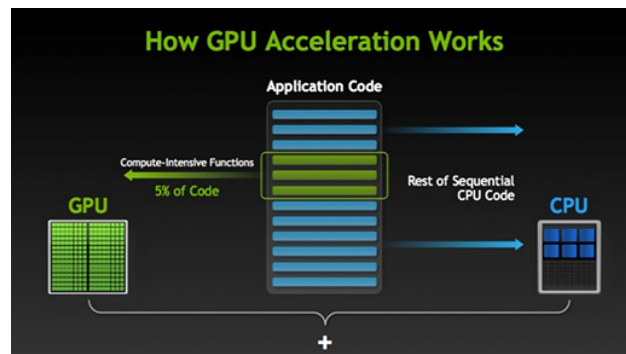 How GPU Acceleration Works
Application Code
Compute-Intensive Functions
5% of Code
Rest of Sequential
CPU Code
GPU
CPU
+